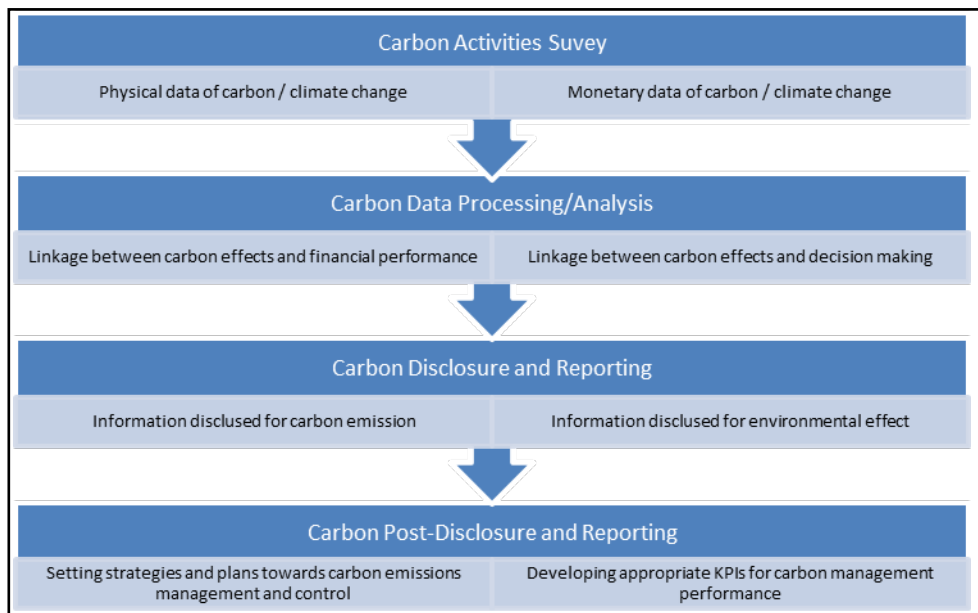 Carbon Activities Suvey
Physical data of carbon / climate change
Monetary data of carbon / climate change
Carbon Data Processing/Analysis
Linkage between carbon effects and financial performance
Linkage between carbon effects and decision making
Carbon Disclosure and Reporting
Information disclused for carbon emission
Information disclused for environmental effect
Carbon Post-Disclosure and Reporting
Setting strategies and plans towards carbon emissions
management and control
Developing appropriate KPIs for carbon management
performance